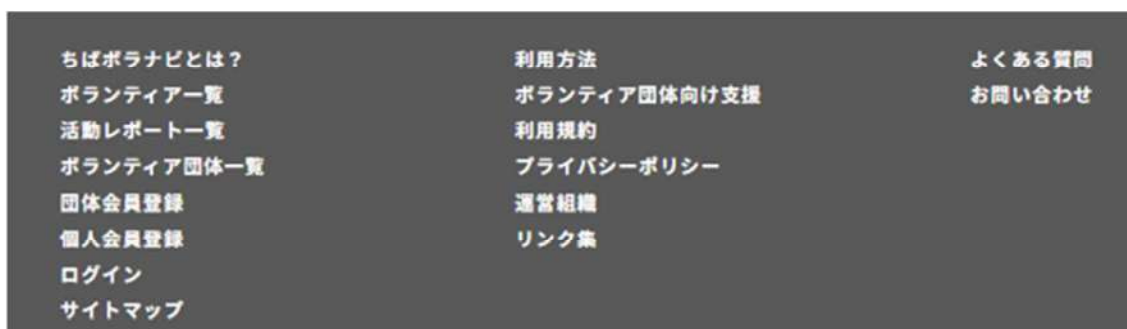 ちばボラナビとは？
ボランティア一覧
活動レポート一覧
ボランティア団体一覧
団体会員登録
個人会員登録
ログイン
サイトマップ
利用方法
ボランティア団体向け支援
利用規約
プライバシーポリシー
運営組織
リンク集
よくある質問
お問い合わせ